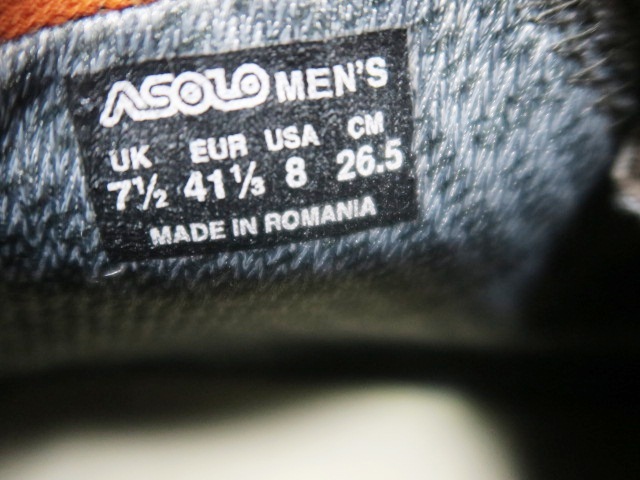 ASOLO MEN'S
UK EUR USA CM
7½ 41⅓ 8 26.5
MADE IN ROMANIA